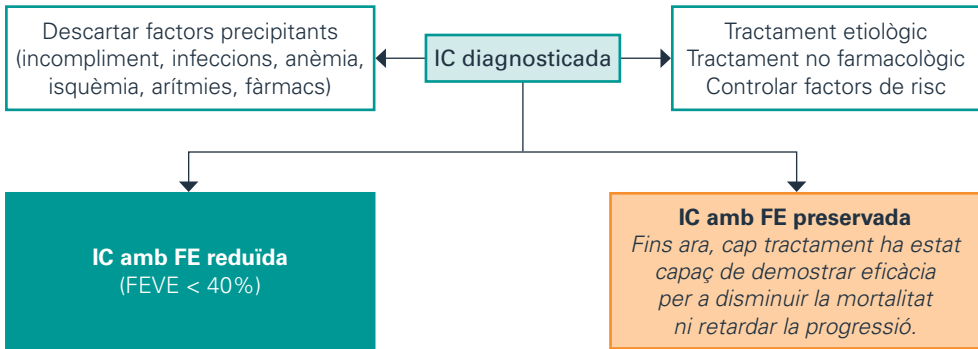 Descartar factors precipitants
(incompliment, infeccions, anèmia,
isquèmia, arítmies, fàrmacs)
IC diagnosticada
Tractament etiològic
Tractament no farmacològic
Controlar factors de risc
IC amb FE reduïda
(FEVE < 40%)
IC amb FE preservada
Fins ara, cap tractament ha estat
capaç de demostrar eficàcia
per a disminuir la mortalitat
ni retardar la progressió.